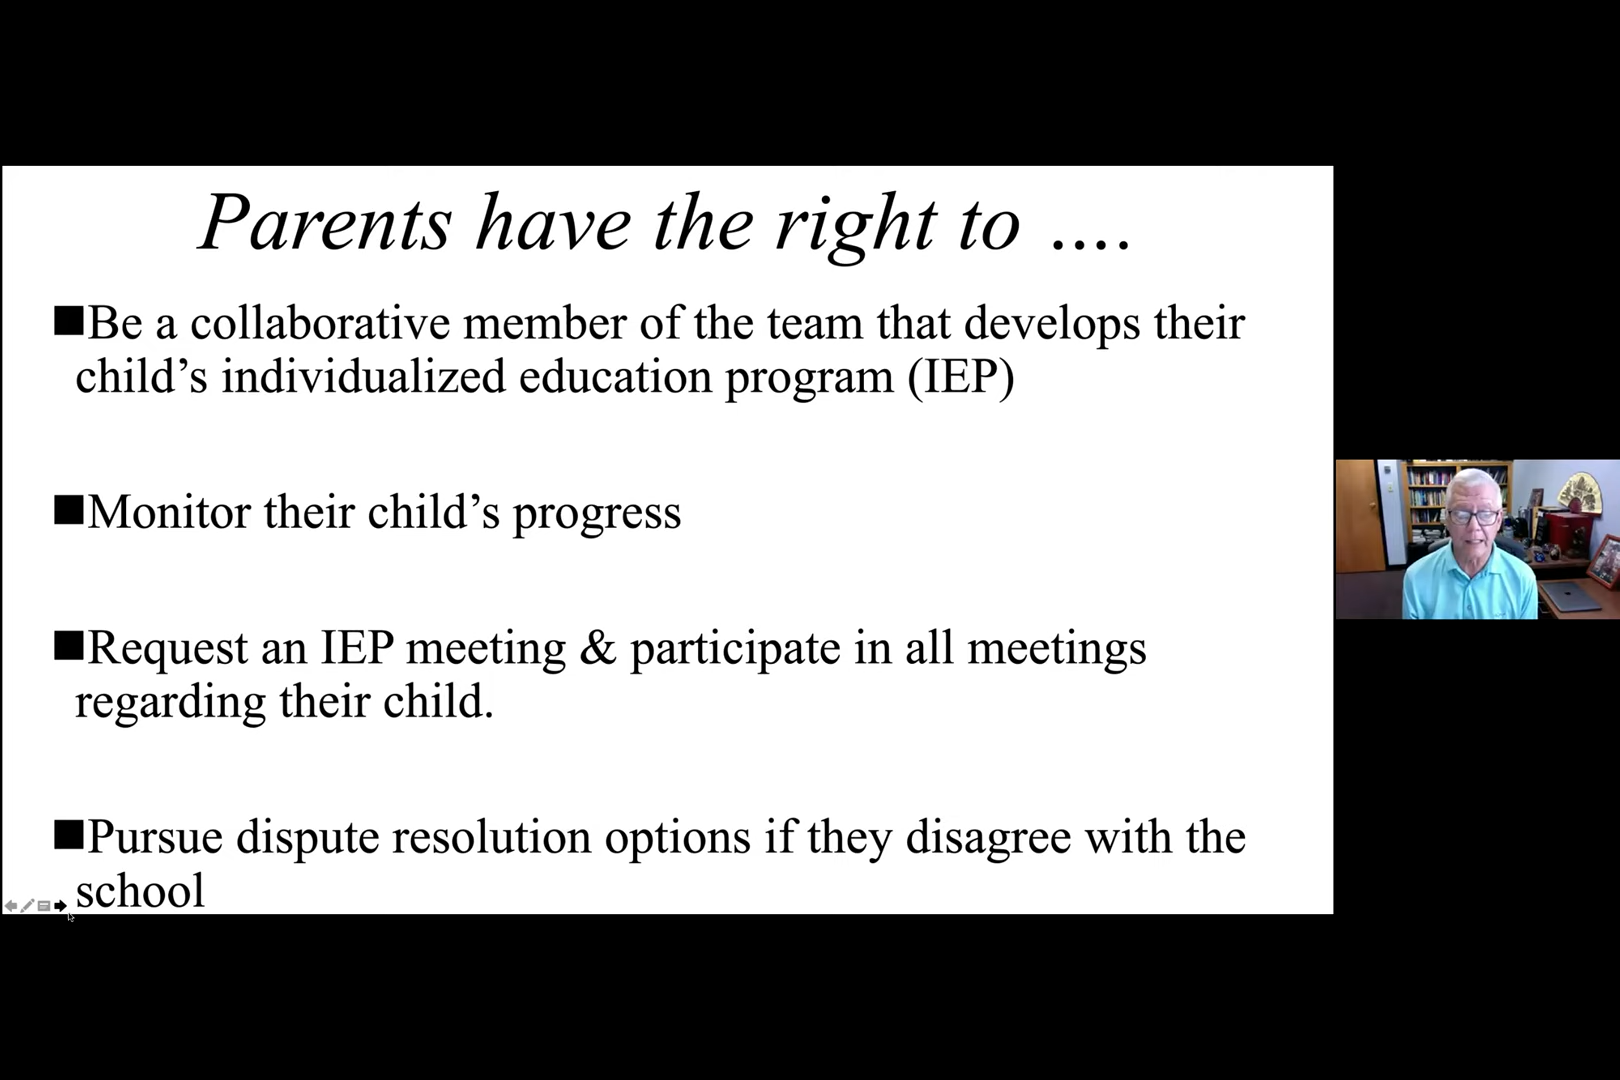 Parents have the right to ....
■Be a collaborative member of the team that develops their
child’s individualized education program (IEP)
■Monitor their child’s progress
■Request an IEP meeting & participate in all meetings
regarding their child.
■Pursue dispute resolution options if they disagree with the
school